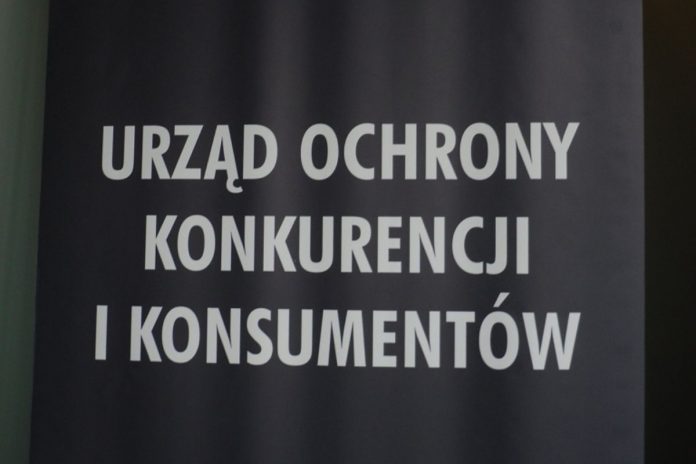 URZĄD OCHRONY
KONKURENCJI
I KONSUMENTÓW